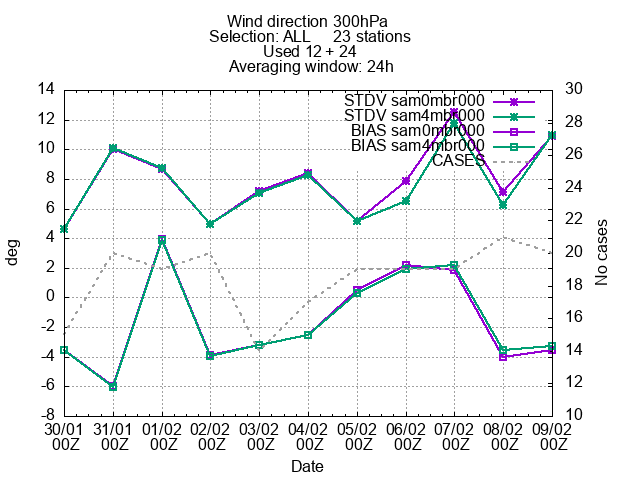 Wind direction 300hPa
Selection: ALL 23 stations
Used 12 + 24
Averaging window: 24h
STDV sam0mbr000
STDV sam4mbr000
BIAS sam0mbr000
BIAS sam4mbr000
CASES
14
12
10
8
6
4
2
0
-2
-4
-6
-8
deg
30
28
26
24
22
20
18
16
14
12
10
No cases
30/01 31/01 01/02 02/02 03/02 04/02 05/02 06/02 07/02 08/02 09/02
00Z 00Z 00Z 00Z 00Z 00Z 00Z 00Z 00Z 00Z 00Z
Date